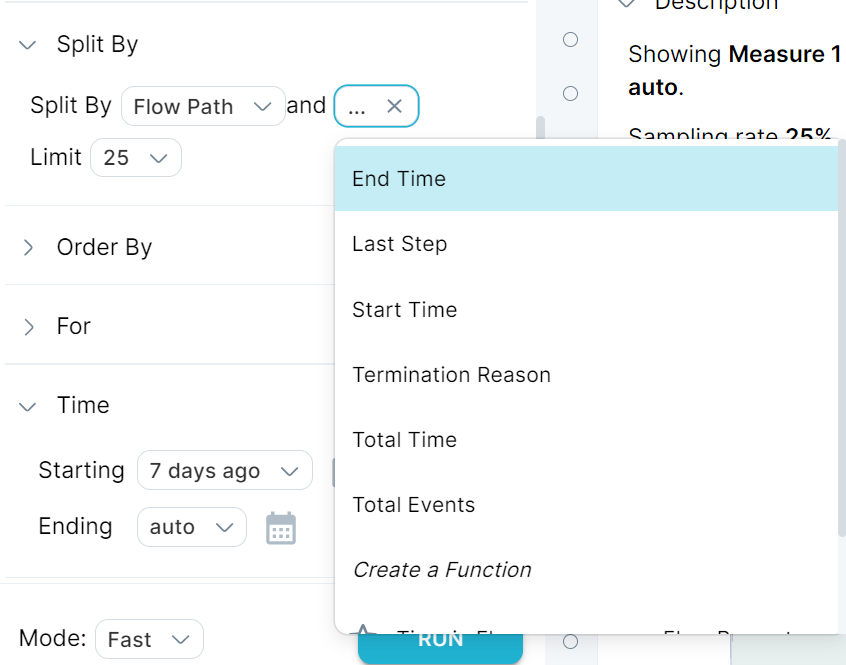 Description
Split By
Showing Measure 1
auto.
Split By Flow Path and ...
Sampling rate 25%
Limit 25
End Time
Last Step
Order By
Start Time
For
Termination Reason
Time
Total Time
Starting 7 days ago
Total Events
Ending auto
Create a Function
Mode: Fast
RUN